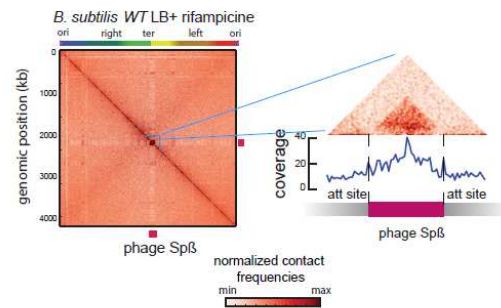 B. subtilis WT LB+ rifampicine
ori right ter left ori
0
1000
2000
3000
4000
genomic position (kb)
phage Spß
40
20
0
coverage
att site att site
phage Spß
normalized contact
frequencies
min max